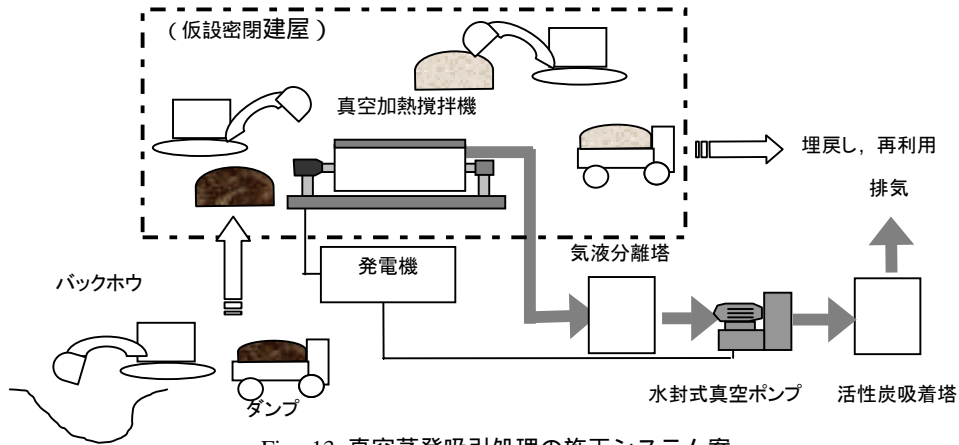 （仮設密閉建屋）
真空加熱撹拌機
埋戻し，再利用
排気
気液分離塔
発電機
バックホウ
水封式真空ポンプ
活性炭吸着塔
ダンプ
Fig. 13 真空蒸発吸引処理の施工システム案